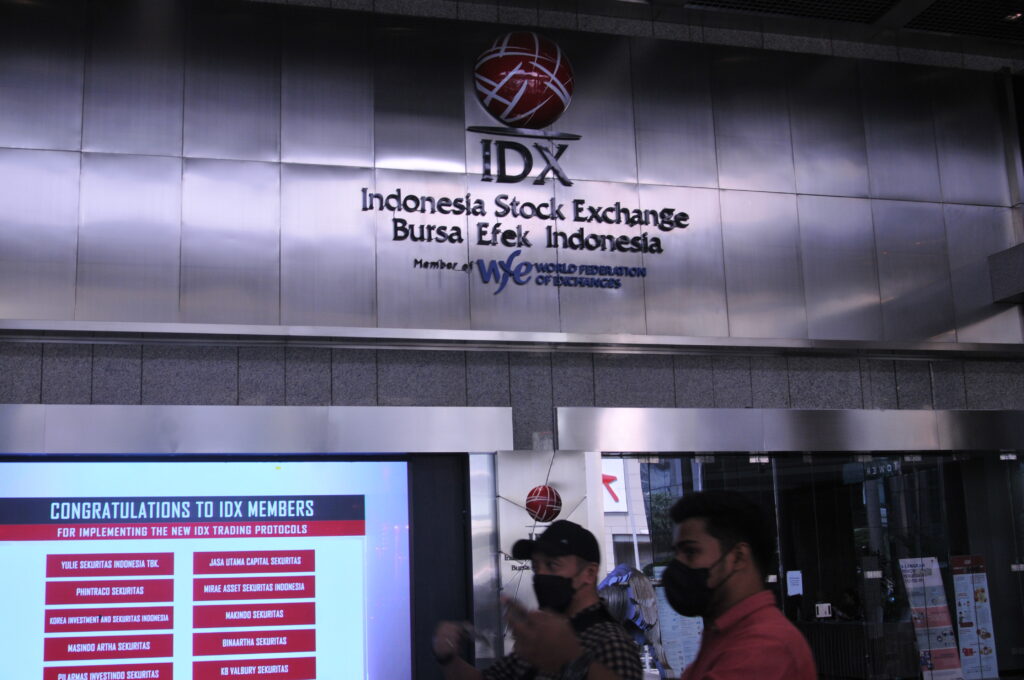 IDX
Indonesia Stock Exchange
Bursa Efek Indonesia
Member of wfe WORLD FEDERATION
OF EXCHANGES
CONGRATULATIONS TO IDX MEMBERS
FOR IMPLEMENTING THE NEW IDX TRADING PROTOCOLS
YULIE SEKURITAS INDONESIA TBK.
PHINTRACO SEKURITAS
KOREA INVESTMENT AND SEKURITAS INDONESIA
MASINDO ARTHA SEKURITAS
PILARMAS INVESTINDO SEKURITAS
JASA UTAMA CAPITAL SEKURITAS
MIRAE ASSET SEKURITAS INDONESIA
MAKINDO SEKURITAS
BINAARTHA SEKURITAS
KB VALBURY SEKURITAS
Bursa
TOWER